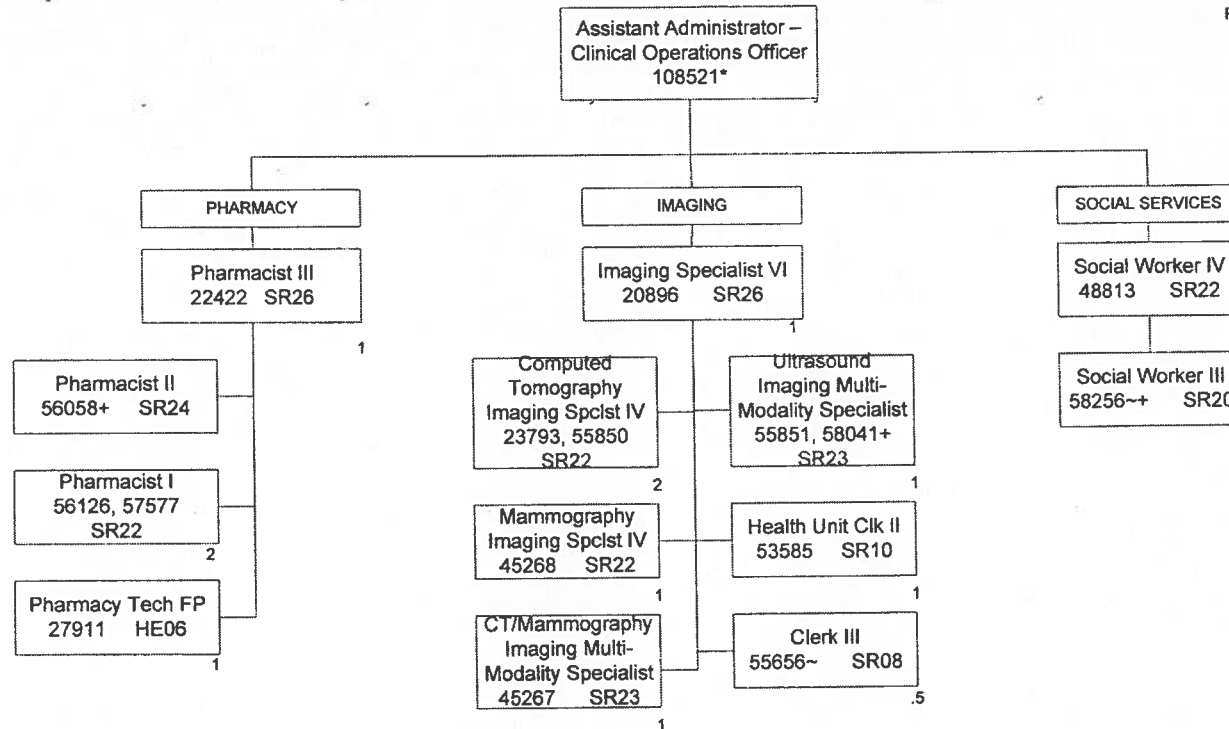 Assistant Administrator –
Clinical Operations Officer
108521*
PHARMACY
Pharmacist III
22422 SR26
1
Pharmacist II
56058+ SR24
Pharmacist I
56126, 57577
SR22
2
Pharmacy Tech FP
27911 HE06
1
IMAGING
Imaging Specialist VI
20896 SR26
1
Computed
Tomography
Imaging Spclst IV
23793, 55850
SR22
2
Ultrasound
Imaging Multi-
Modality Specialist
55851, 58041+
SR23
1
Mammography
Imaging Spclst IV
45268 SR22
1
Health Unit Clk II
53585 SR10
1
CT/Mammography
Imaging Multi-
Modality Specialist
45267 SR23
1
Clerk III
55656~ SR08
.5
SOCIAL SERVICES
Social Worker IV
48813 SR22
Social Worker III
58256~+ SR20